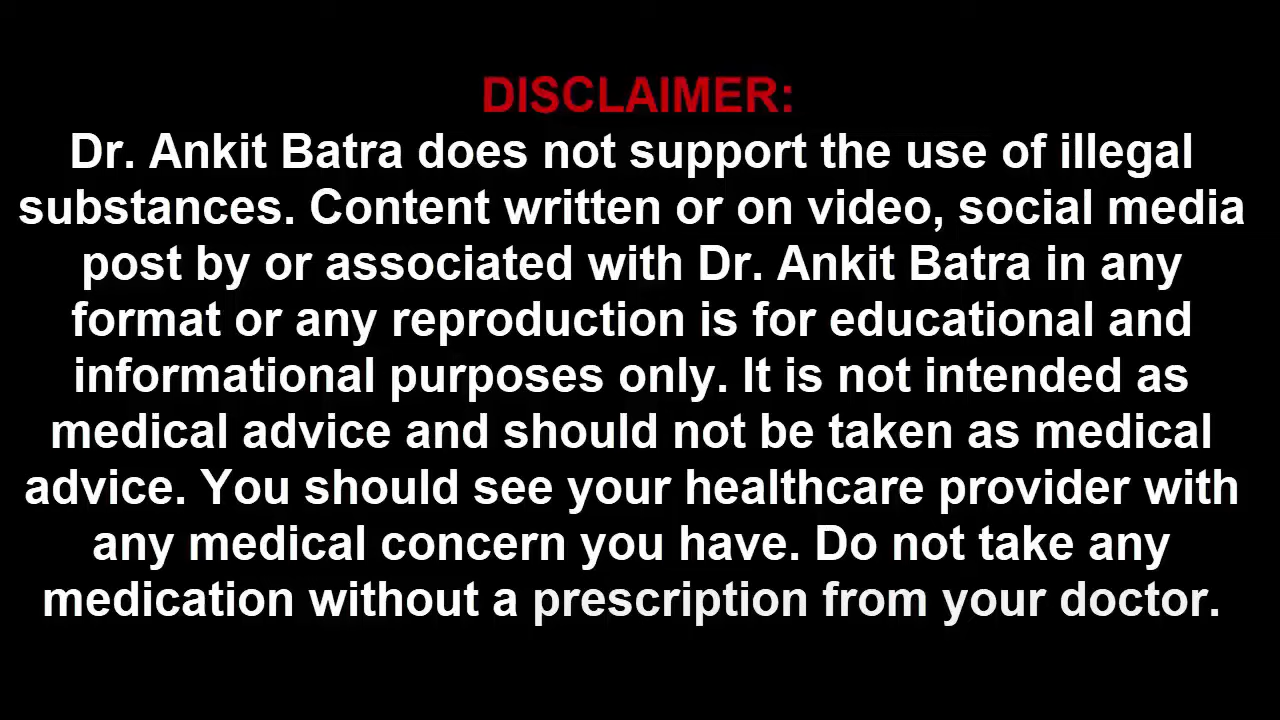 DISCLAIMER:
Dr. Ankit Batra does not support the use of illegal
substances. Content written or on video, social media
post by or associated with Dr. Ankit Batra in any
format or any reproduction is for educational and
informational purposes only. It is not intended as
medical advice and should not be taken as medical
advice. You should see your healthcare provider with
any medical concern you have. Do not take any
medication without a prescription from your doctor.